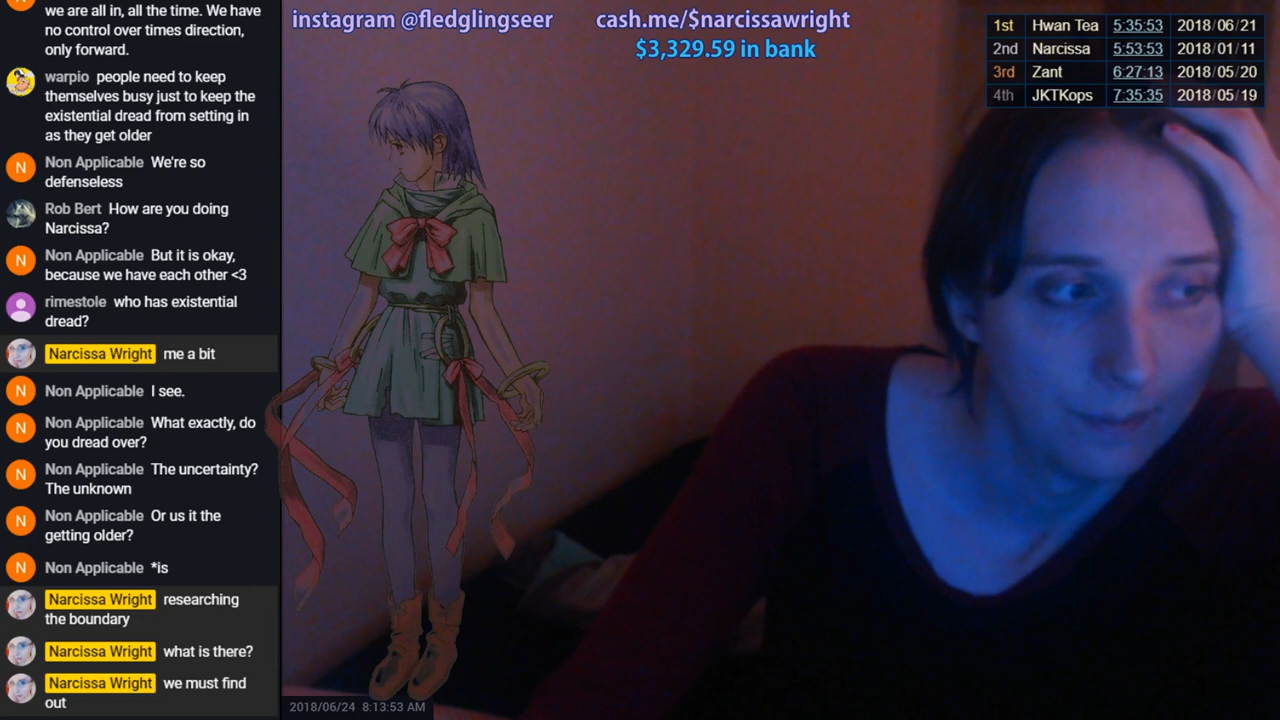 we are all in, all the time. We have
no control over times direction,
only forward.
warpio people need to keep
themselves busy just to keep the
existential dread from setting in
as they get older
N Non Applicable We're so
defenseless
Rob Bert How are you doing
Narcissa?
N Non Applicable But it is okay,
because we have each other <3
rimestole who has existential
dread?
Narcissa Wright me a bit
N Non Applicable I see.
N Non Applicable What exactly, do
you dread over?
N Non Applicable The uncertainty?
The unknown
N Non Applicable Or us it the
getting older?
N Non Applicable *is
Narcissa Wright researching
the boundary
Narcissa Wright what is there?
Narcissa Wright we must find
out
instagram @fledglingseer cash.me/$narcissawright
$3,329.59 in bank
1st Hwan Tea 5:35:53 2018/06/21
2nd Narcissa 5:53:53 2018/01/11
3rd Zant 6:27:13 2018/05/20
4th JKTKops 7:35:35 2018/05/19
2018/06/24 8:13:53 AM